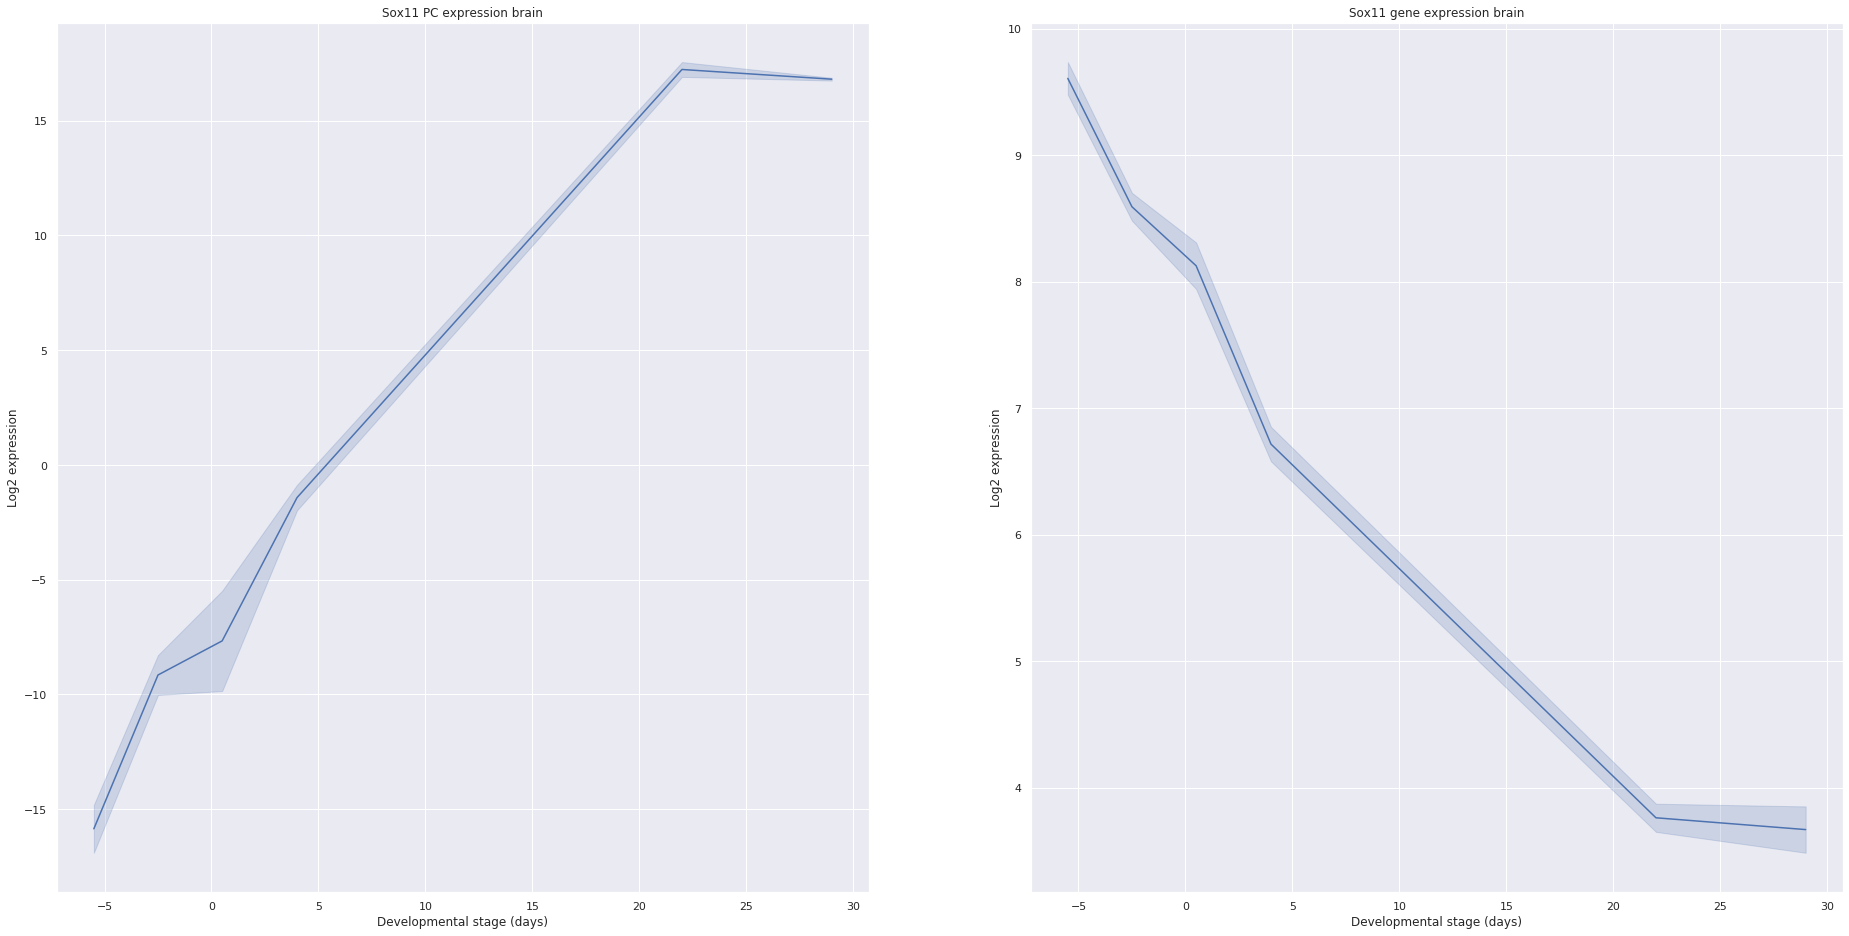 Sox11 PC expression brain
Log2 expression
15
10
5
0
−5
−10
−15
−5 0 5 10 15 20 25 30
Developmental stage (days)
Sox11 gene expression brain
Log2 expression
10
9
8
7
6
5
4
−5 0 5 10 15 20 25 30
Developmental stage (days)